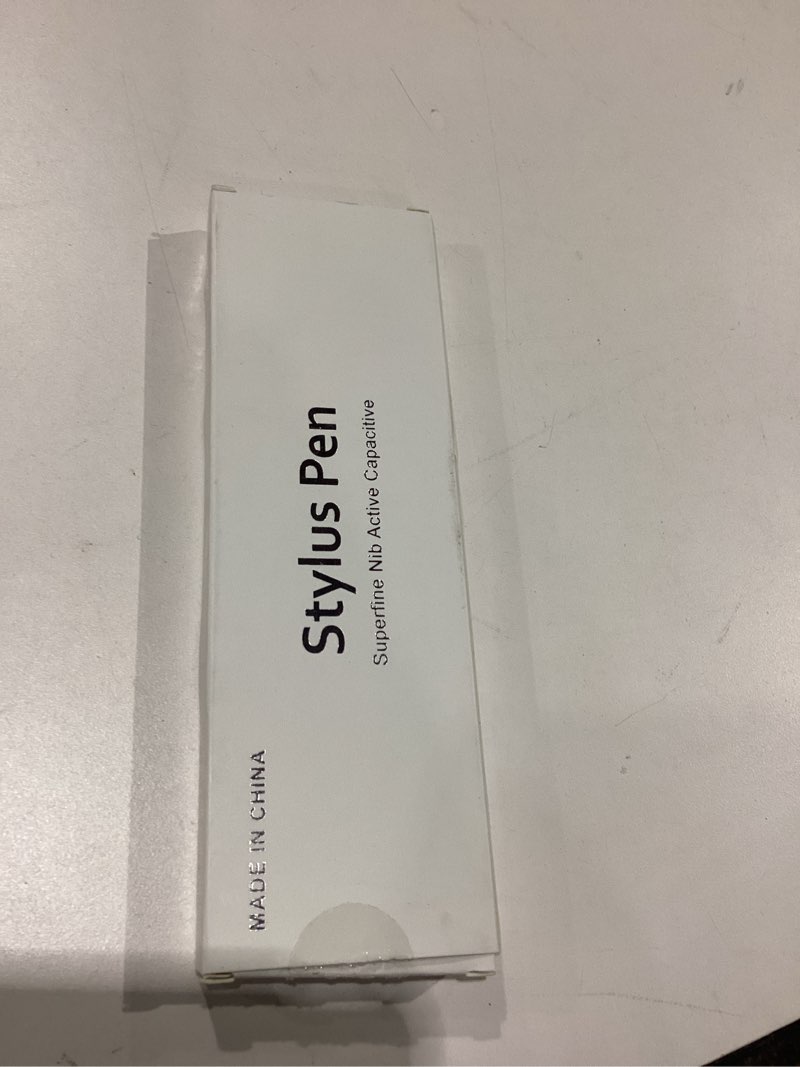 Stylus Pen
Superfine Nib Active Capacitive
MADE IN CHINA